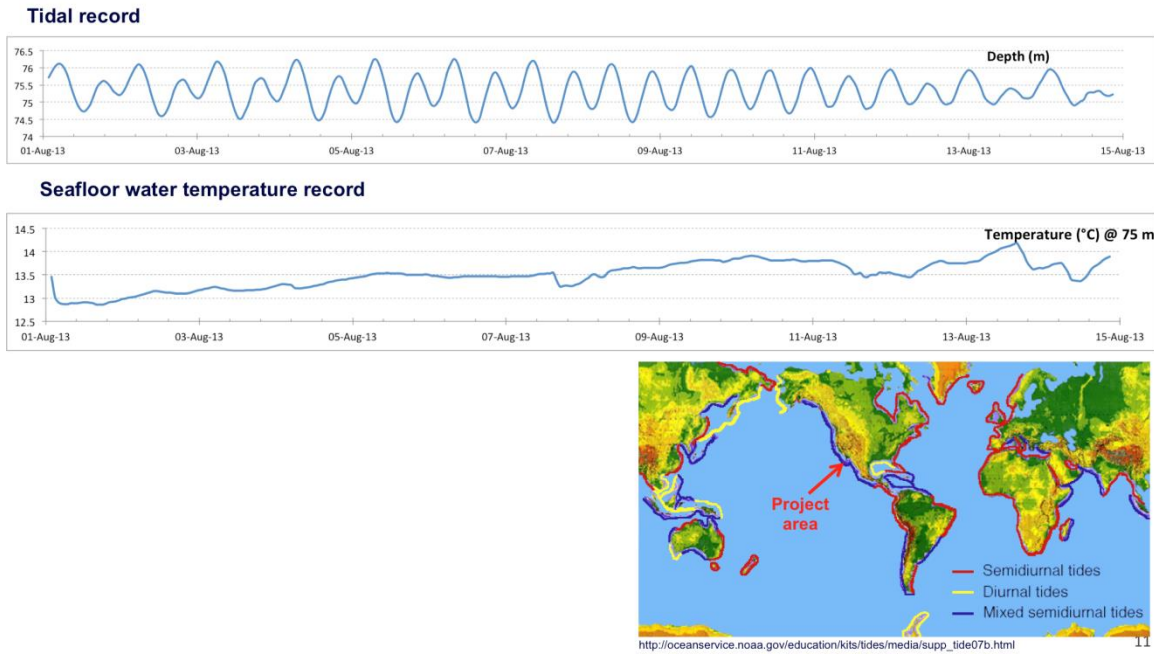 Tidal record
Depth (m)
76.5
76
75.5
75
74.5
74
01-Aug-13 03-Aug-13 05-Aug-13 07-Aug-13 09-Aug-13 11-Aug-13 13-Aug-13 15-Aug-13
Seafloor water temperature record
Temperature (°C) @ 75 m
14.5
14
13.5
13
12.5
01-Aug-13 03-Aug-13 05-Aug-13 07-Aug-13 09-Aug-13 11-Aug-13 13-Aug-13 15-Aug-13
Project
area
Semidiurnal tides
Diurnal tides
Mixed semidiurnal tides
http://oceanservice.noaa.gov/education/kits/tides/media/supp_tide07b.html
11